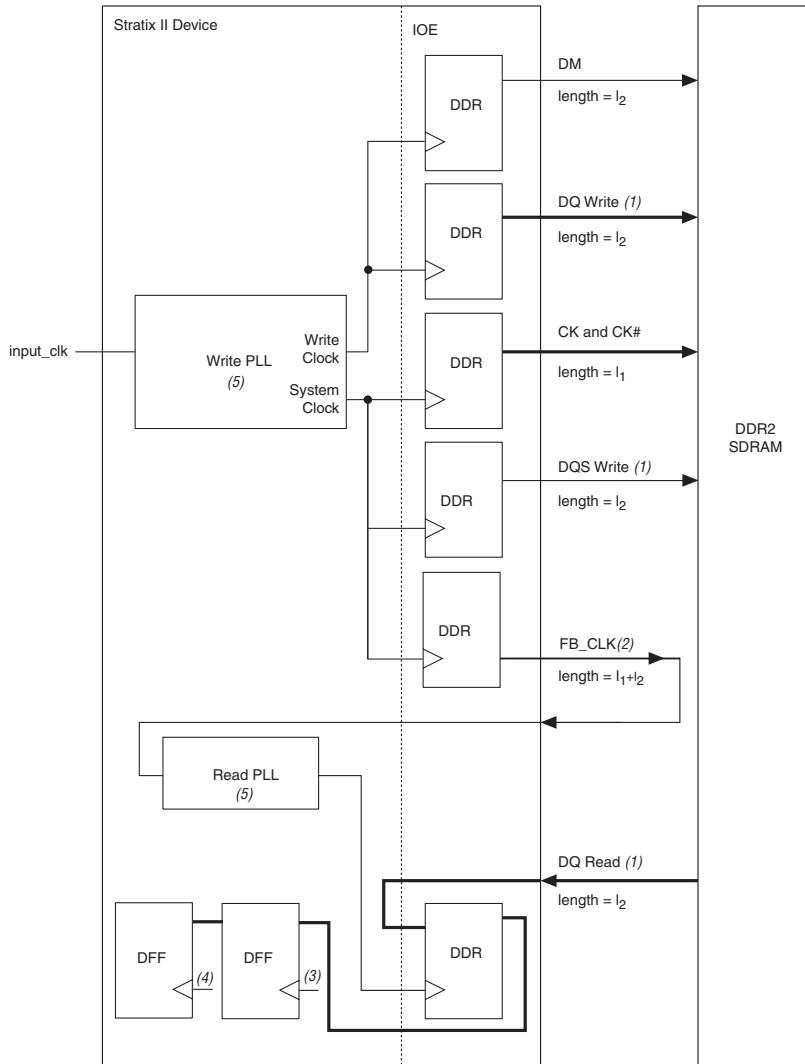 Stratix II Device
IOE
DM
DDR
length = l2
DQ Write (1)
DDR
length = l2
CK and CK#
Write
Clock
DDR
input_clk
Write PLL
(5)
length = l1
System
Clock
DDR2
SDRAM
DQS Write (1)
DDR
length = l2
DDR
FB_CLK(2)
length = l1+l2
Read PLL
(5)
DQ Read (1)
length = l2
DFF
DFF
DDR
(4)
(3)